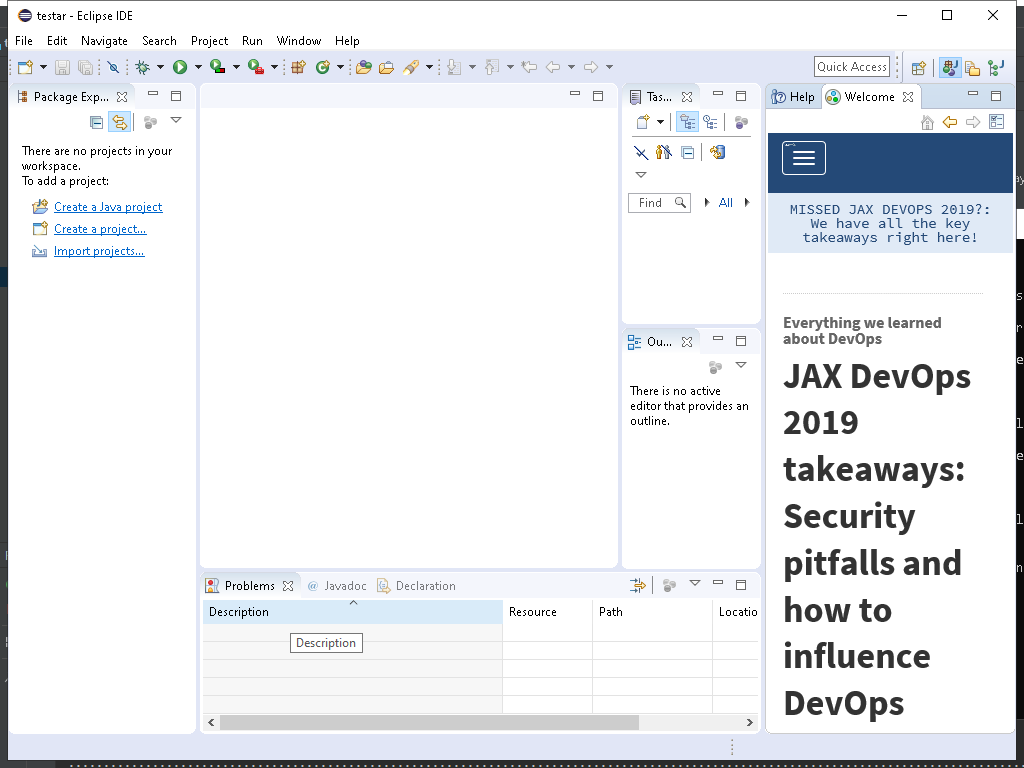 testar - Eclipse IDE
File Edit Navigate Search Project Run Window Help
Quick Access
Package Exp...
There are no projects in your
workspace.
To add a project:
Create a Java project
Create a project...
Import projects...
Tas...
Find
All
Ou...
There is no active
editor that provides an
outline.
Help Welcome
MISSED JAX DEVOPS 2019?:
We have all the key
takeaways right here!
Everything we learned
about DevOps
JAX DevOps
2019
takeaways:
Security
pitfalls and
how to
influence
DevOps
Problems @ Javadoc Declaration
Description Resource Path Locatio
Description